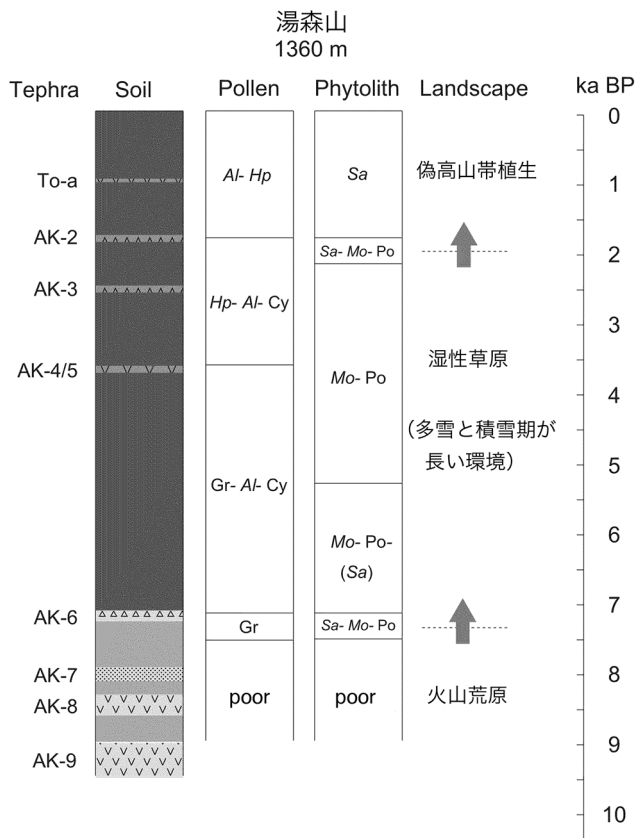 湯森山
1360 m
Tephra Soil Pollen Phytolith Landscape ka BP
0
Al- Hp Sa 偽高山帯植生
To-a 1
AK-2
Sa- Mo- Po 2
AK-3
Hp- Al- Cy 3
湿性草原
AK-4/5
Mo- Po 4
(多雪と積雪期が
長い環境)
Gr- Al- Cy 5
Mo- Po- 6
(Sa)
7
AK-6
Gr Sa- Mo- Po
AK-7 8
poor poor 火山荒原
AK-8
AK-9 9
10